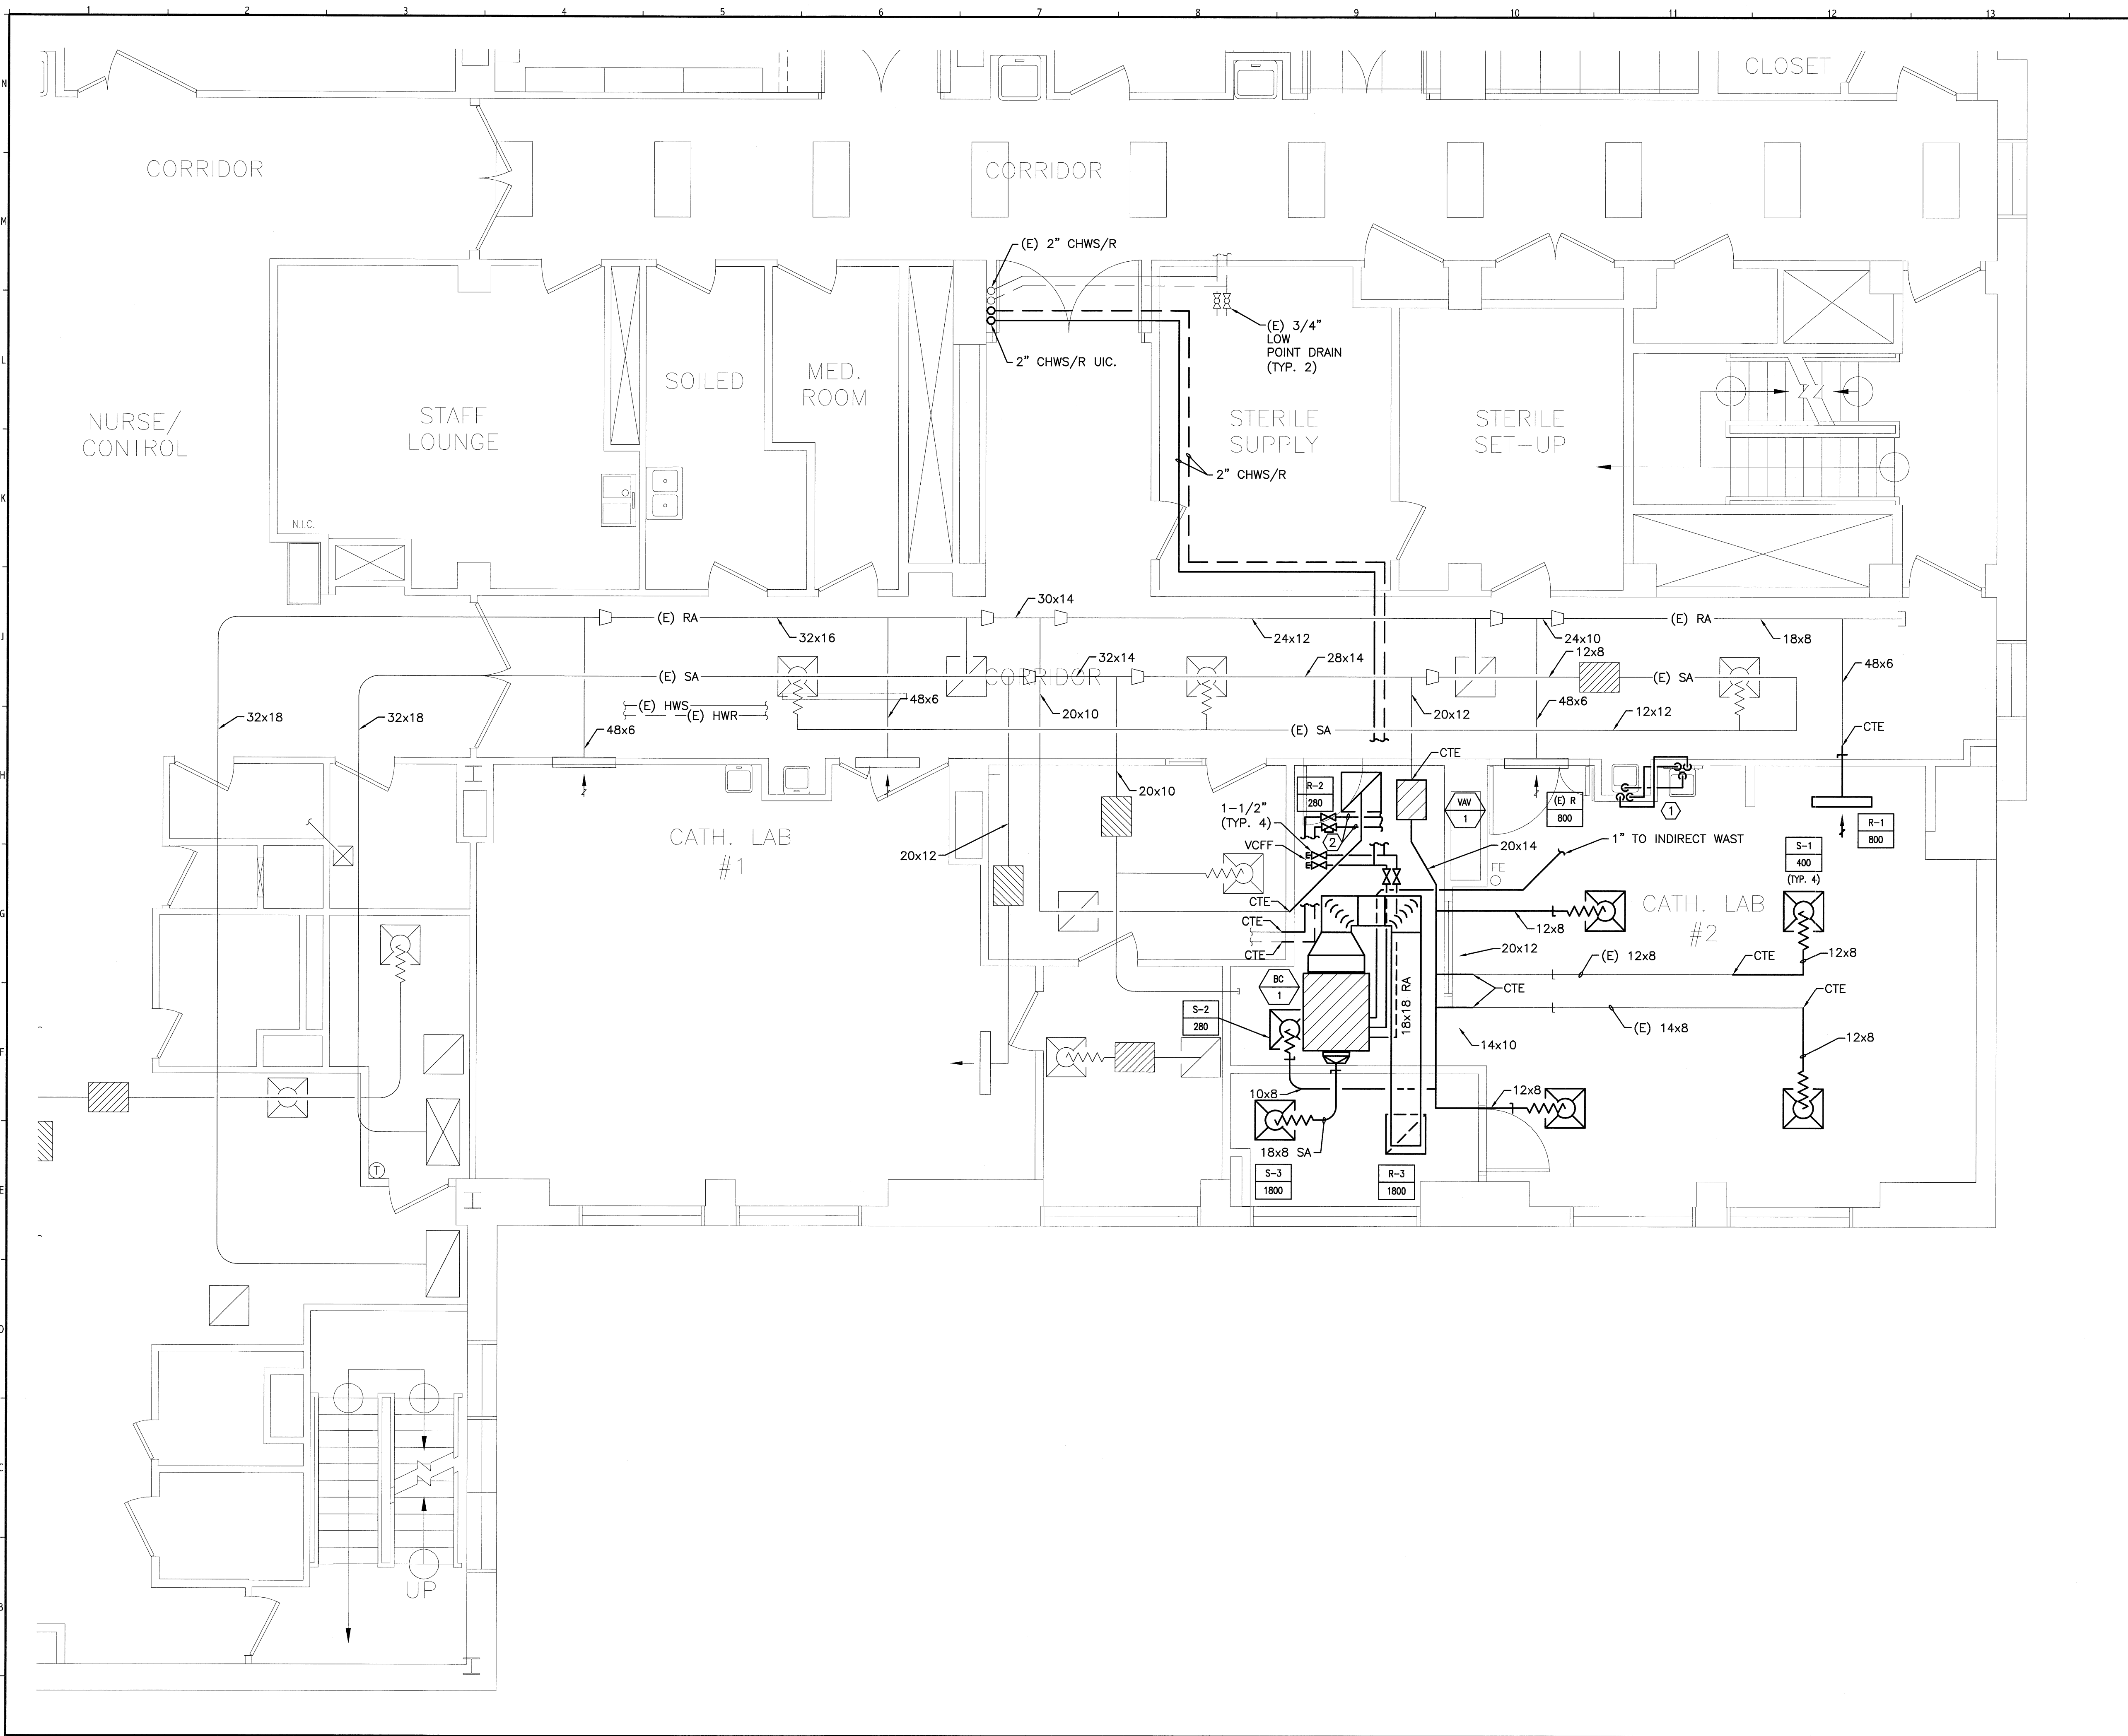 1 2 3 4 5 6 7 8 9 10 11 12 13
N
M
L
K
J
H
G
F
E
D
C
B
CLOSET
CORRIDOR
CORRIDOR
(E) 2" CHWS/R
(E) 3/4"
LOW
POINT DRAIN
(TYP. 2)
2" CHWS/R UIC.
NURSE/
CONTROL
STAFF
LOUNGE
SOILED
MED.
ROOM
STERILE
SUPPLY
STERILE
SET-UP
2" CHWS/R
N.I.C.
30x14
(E) RA
32x16
24x12
24x10
(E) RA
18x8
12x8
32x14
28x14
48x6
(E) SA
CORRIDOR
(E) SA
48x6
(E) HWS
(E) HWR
32x18
32x18
48x6
20x10
20x12
48x6
12x12
(E) SA
CTE
CTE
R-2
280
1-1/2"
(TYP. 4)
VAV
1
(E) R
800
1
R-1
800
20x10
CATH. LAB
#1
2
VCFF
20x12
20x14
1" TO INDIRECT WAST
S-1
400
(TYP. 4)
FE
CTE
CTE
CTE
12x8
CATH. LAB
#2
20x12
(E) 12x8
CTE
12x8
BC
1
CTE
CTE
S-2
280
18x18 RA
(E) 14x8
14x10
12x8
10x8
12x8
18x8 SA
T
S-3
1800
R-3
1800
UP